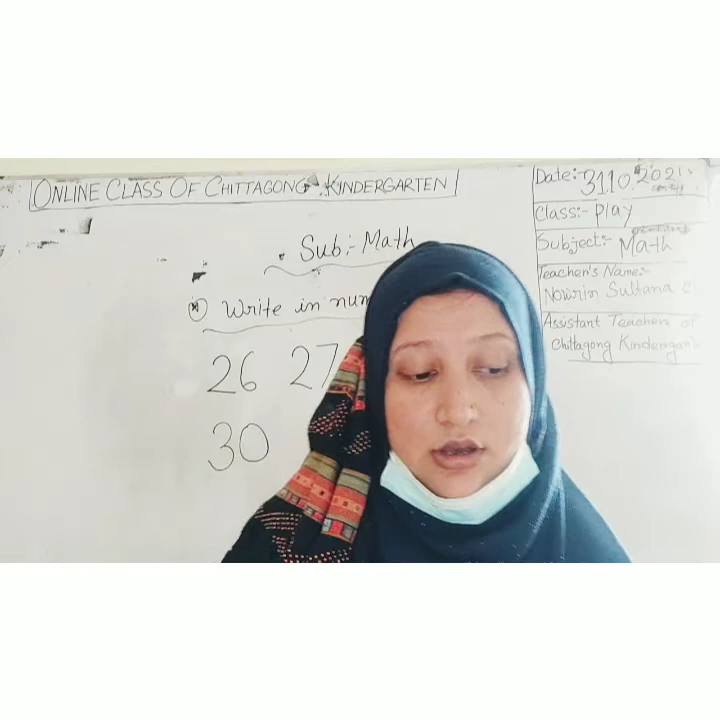 ONLINE CLASS OF CHITTAGONG KINDERGARTEN
Sub:- Math
Write in num
26 27
30
Date:- 31.10.2021
Class:- play
Subject:- Math
Teacher's Name:-
Nowrin Sultana
Assistant Teacher of
Chittagong Kindergar